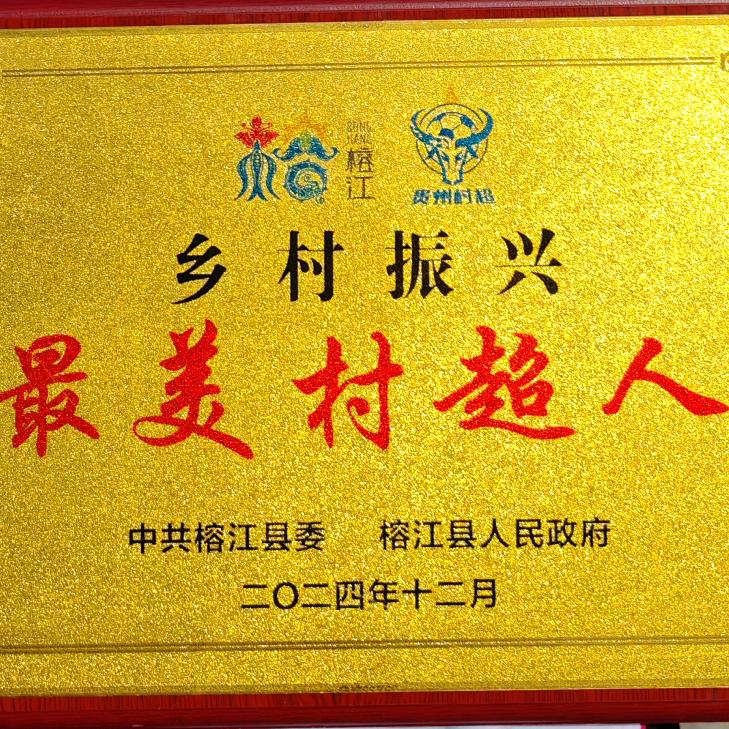 榕江
贵州村超
乡村振兴
最美村超人
中共榕江县委 榕江县人民政府
二〇二四年十二月